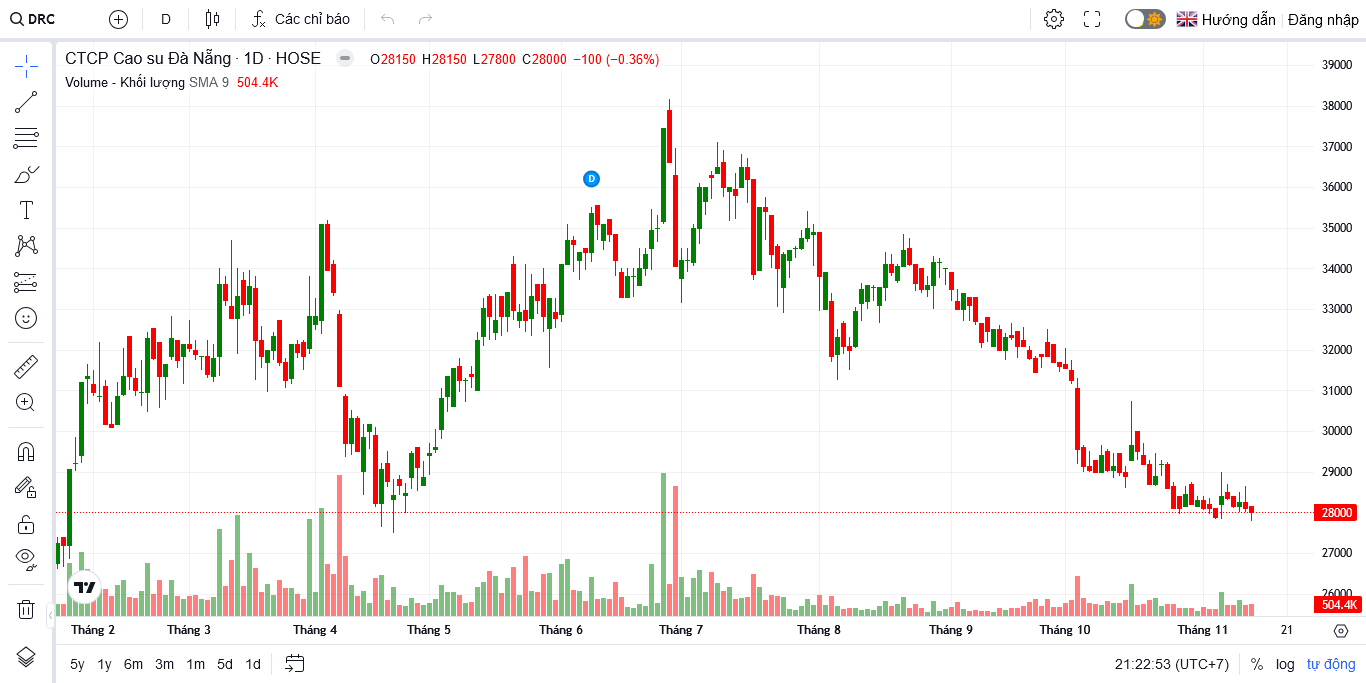 DRC D Các chỉ báo Hướng dẫn Đăng nhập
CTCP Cao su Đà Nẵng · 1D · HOSE O28150 H28150 L27800 C28000 −100 (−0.36%)
Volume - Khối lượng SMA 9 504.4K
D
39000
38000
37000
36000
35000
34000
33000
32000
31000
30000
29000
28000
27000
26000
504.4K
Tháng 2 Tháng 3 Tháng 4 Tháng 5 Tháng 6 Tháng 7 Tháng 8 Tháng 9 Tháng 10 Tháng 11 21
5y 1y 6m 3m 1m 5d 1d 21:22:53 (UTC+7) % log tự động